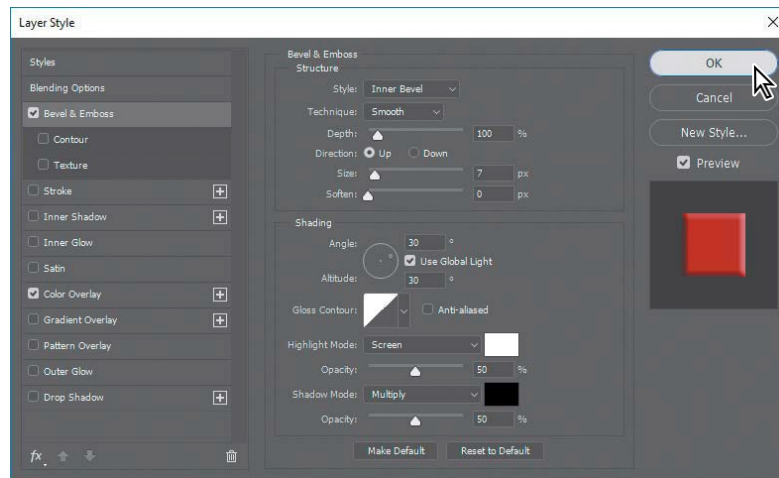 Layer Style
Styles
Blending Options
Bevel & Emboss
Contour
Texture
Stroke
Inner Shadow
Inner Glow
Satin
Color Overlay
Gradient Overlay
Pattern Overlay
Outer Glow
Drop Shadow
fx
Bevel & Emboss
Structure
Style: Inner Bevel
Technique: Smooth
Depth: 100 %
Direction: Up Down
Size: 7 px
Soften: 0 px
Shading
Angle: 30 °
Use Global Light
Altitude: 30 °
Gloss Contour: Anti-aliased
Highlight Mode: Screen
Opacity: 50 %
Shadow Mode: Multiply
Opacity: 50 %
Make Default Reset to Default
OK
Cancel
New Style...
Preview